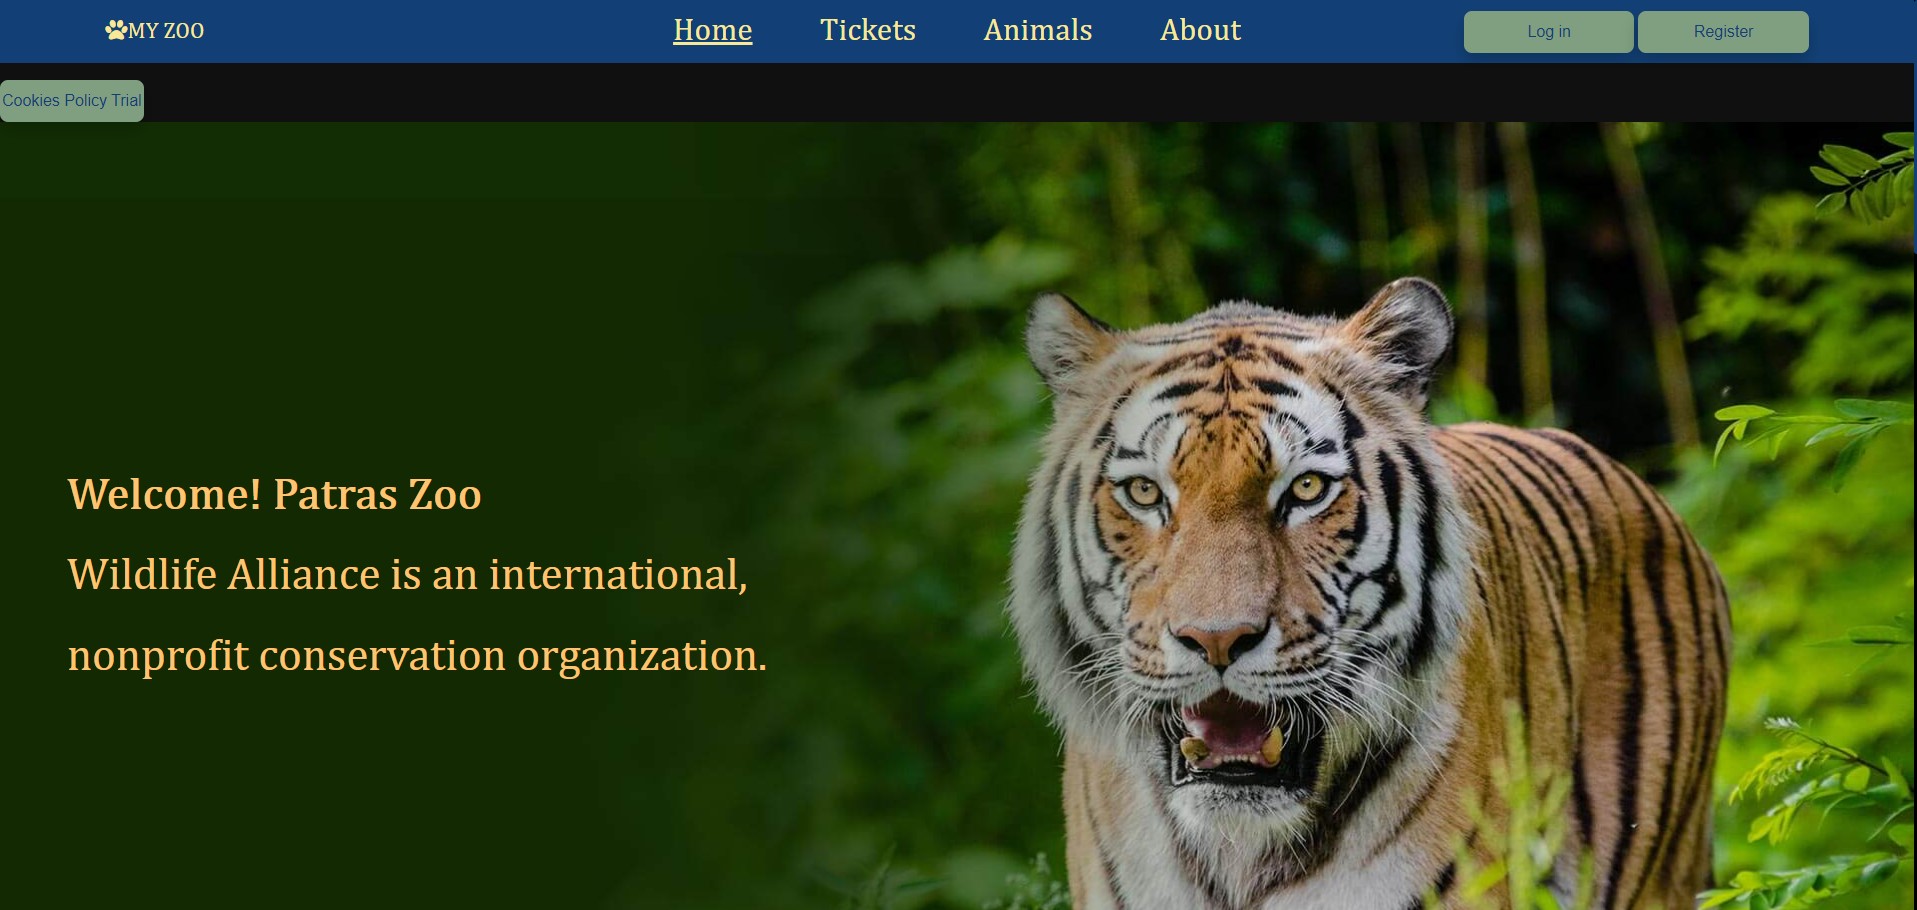 MY ZOO
Home
Tickets
Animals
About
Log in
Register
Cookies Policy Trial
Welcome! Patras Zoo
Wildlife Alliance is an international,
nonprofit conservation organization.